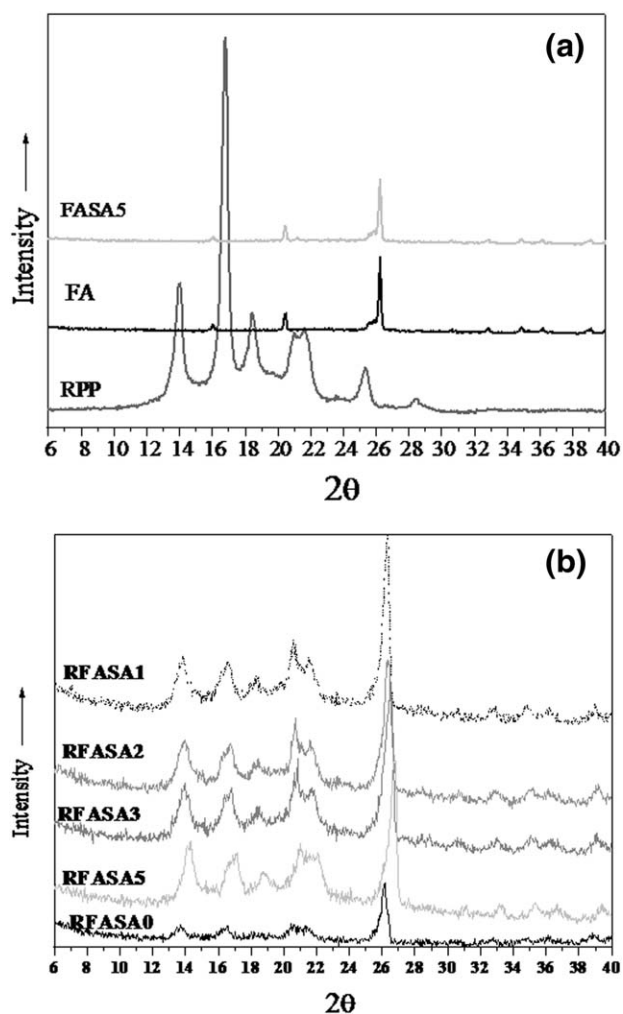 (a)
FASA5
FA
RPP
Intensity
6 8 10 12 14 16 18 20 22 24 26 28 30 32 34 36 38 40
2θ
(b)
RFASA1
RFASA2
RFASA3
RFASA5
RFASA0
Intensity
6 8 10 12 14 16 18 20 22 24 26 28 30 32 34 36 38 40
2θ